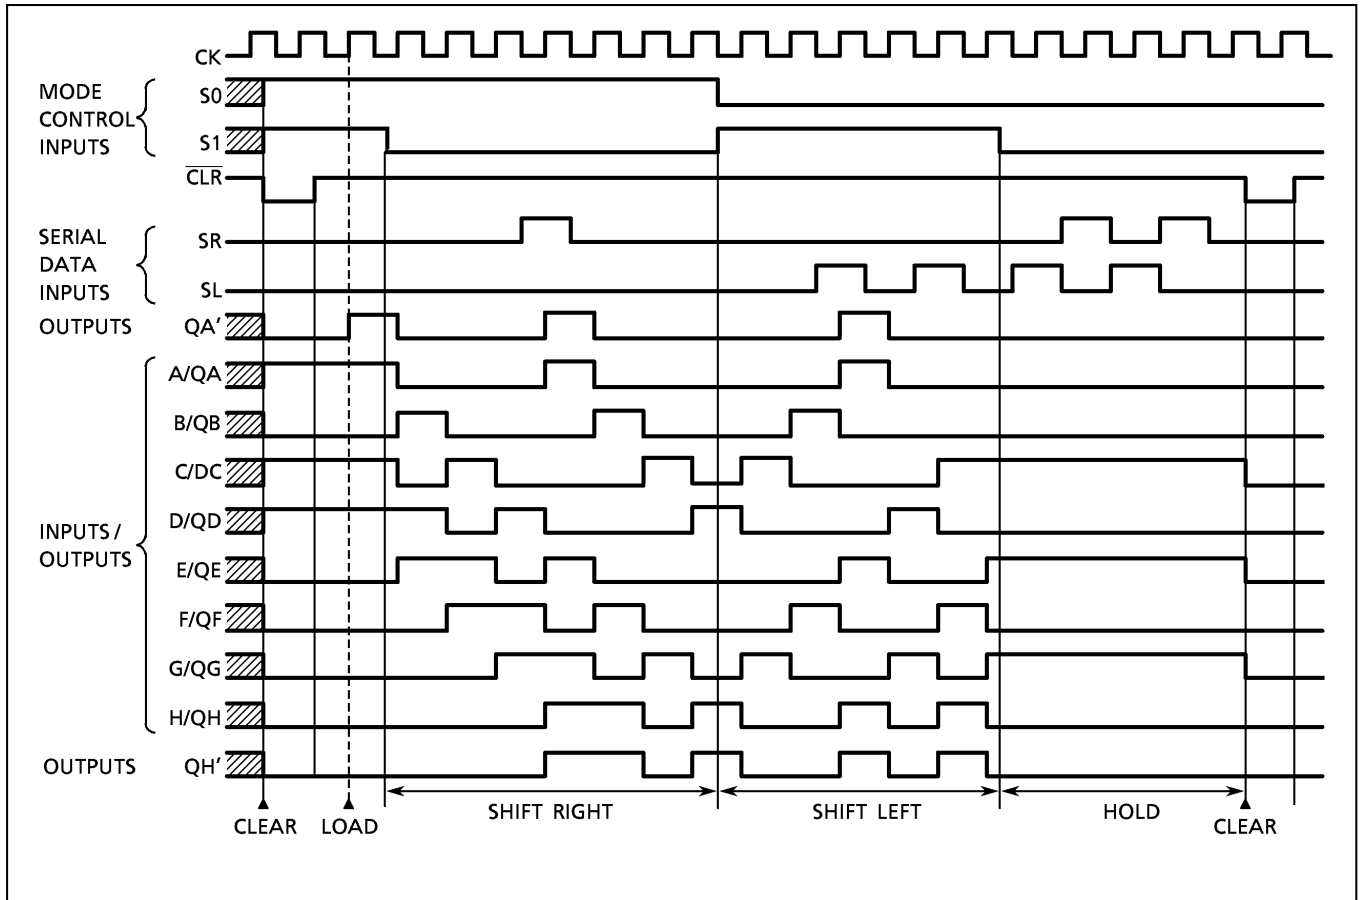 CK
MODE
CONTROL
INPUTS
S0
S1
CLR
SERIAL
DATA
INPUTS
SR
SL
OUTPUTS
QA′
INPUTS /
OUTPUTS
A/QA
B/QB
C/DC
D/QD
E/QE
F/QF
G/QG
H/QH
OUTPUTS
QH′
SHIFT RIGHT
SHIFT LEFT
HOLD
CLEAR
LOAD
CLEAR